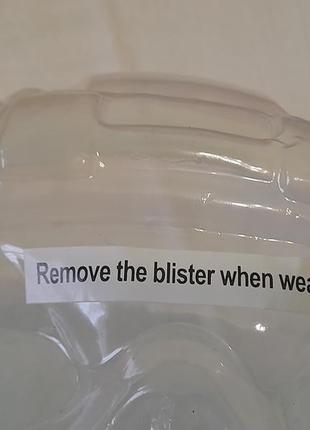 Remove the blister when wea